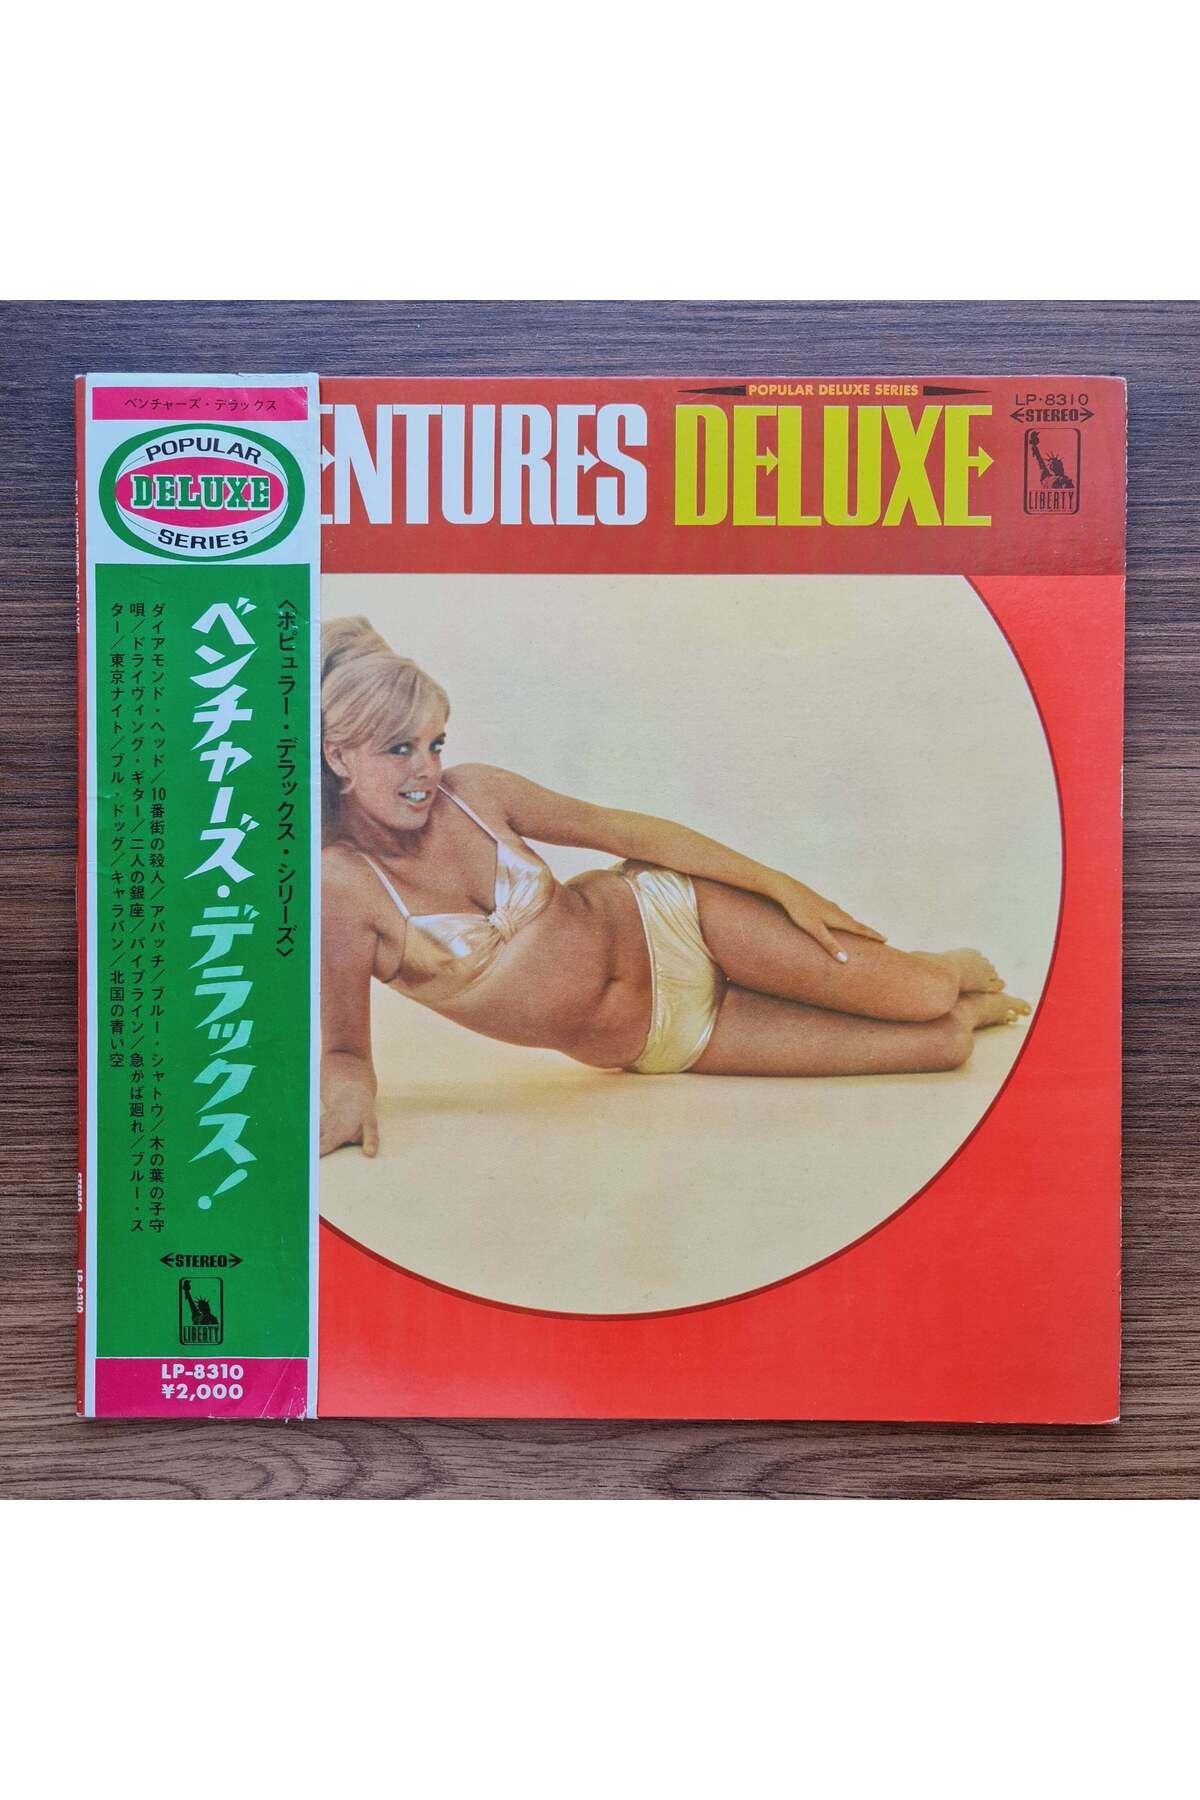 ベンチャーズ・デラックス
POPULAR
DELUXE
SERIES
〈ポピュラー・デラックス・シリーズ〉
ベンチャーズ・デラックス!
ダイアモンド・ヘッド/10番街の殺人/アパッチ/ブルー・シャトウ/木の葉の子守
唄/ドライヴィング・ギター/二人の銀座/パイプライン/急がば廻れ/ブルー・ス
ター/東京ナイト/ブル・ドッグ/キャラバン/北国の青い空
STEREO
LIBERTY
LP-8310
¥2,000
POPULAR DELUXE SERIES
ENTURES DELUXE
LP・8310
STEREO
LIBERTY
STEREO
LP-8310